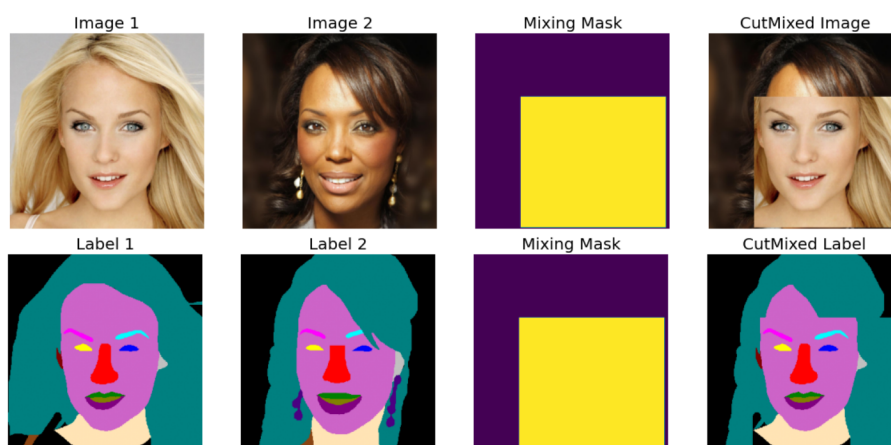 Image 1
Image 2
Mixing Mask
CutMixed Image
Label 1
Label 2
Mixing Mask
CutMixed Label